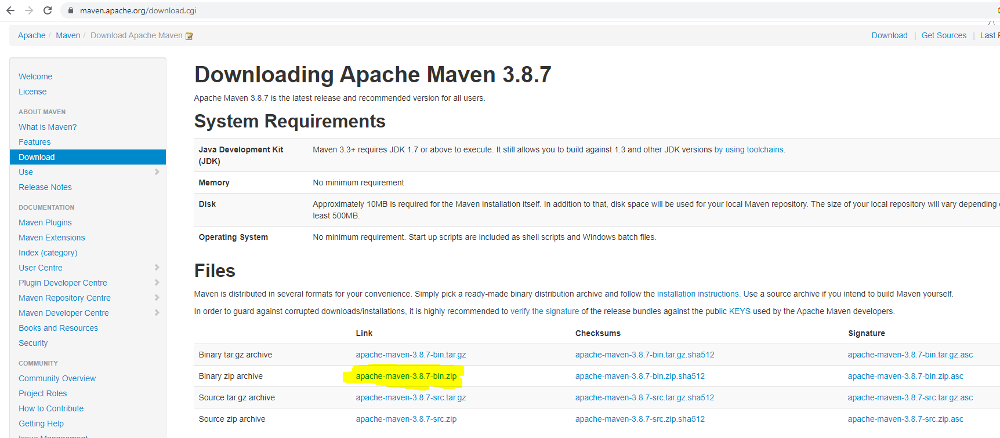 maven.apache.org/download.cgi
Apache / Maven / Download Apache Maven
Download | Get Sources | Last
Welcome
License
ABOUT MAVEN
What is Maven?
Features
Download
Use
Release Notes
DOCUMENTATION
Maven Plugins
Maven Extensions
Index (category)
User Centre
Plugin Developer Centre
Maven Repository Centre
Maven Developer Centre
Books and Resources
Security
COMMUNITY
Community Overview
Project Roles
How to Contribute
Getting Help
Issue Management
Downloading Apache Maven 3.8.7
Apache Maven 3.8.7 is the latest release and recommended version for all users.
System Requirements
Java Development Kit
(JDK)
Maven 3.3+ requires JDK 1.7 or above to execute. It still allows you to build against 1.3 and other JDK versions by using toolchains.
Memory
No minimum requirement
Disk
Approximately 10MB is required for the Maven installation itself. In addition to that, disk space will be used for your local Maven repository. The size of your local repository will vary depending
least 500MB.
Operating System
No minimum requirement. Start up scripts are included as shell scripts and Windows batch files.
Files
Maven is distributed in several formats for your convenience. Simply pick a ready-made binary distribution archive and follow the installation instructions. Use a source archive if you intend to build Maven yourself.
In order to guard against corrupted downloads/installations, it is highly recommended to verify the signature of the release bundles against the public KEYS used by the Apache Maven developers.
Link Checksums Signature
Binary tar.gz archive apache-maven-3.8.7-bin.tar.gz apache-maven-3.8.7-bin.tar.gz.sha512 apache-maven-3.8.7-bin.tar.gz.asc
Binary zip archive apache-maven-3.8.7-bin.zip apache-maven-3.8.7-bin.zip.sha512 apache-maven-3.8.7-bin.zip.asc
Source tar.gz archive apache-maven-3.8.7-src.tar.gz apache-maven-3.8.7-src.tar.gz.sha512 apache-maven-3.8.7-src.tar.gz.asc
Source zip archive apache-maven-3.8.7-src.zip apache-maven-3.8.7-src.zip.sha512 apache-maven-3.8.7-src.zip.asc